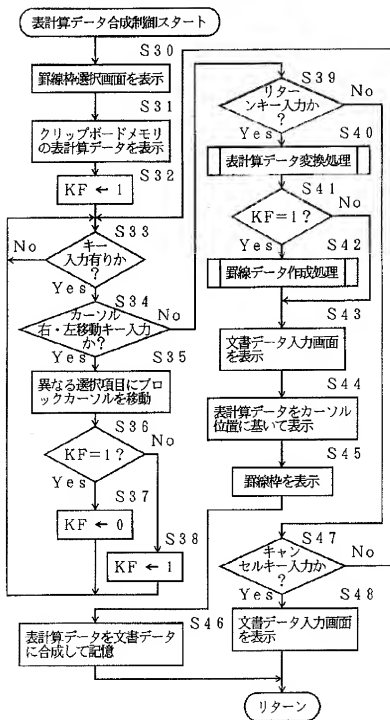 表計算データ合成制御スタート
S30
罫線枠選択画面を表示
S31
クリップボードメモリ
の表計算データを表示
S32
KF ← 1
S33
No
キー
入力有りか
?
Yes
S34
カーソル
右・左移動キー入力
か?
No
Yes
S35
異なる選択項目にブロ
ックカーソルを移動
S36
KF=1?
No
Yes
S37
KF ← 0
S38
KF ← 1
S39
リター
ンキー入力か
?
No
Yes
S40
表計算データ変換処理
S41
KF=1?
No
Yes
S42
罫線データ作成処理
S43
文書データ入力画面
を表示
S44
表計算データをカーソル
位置に基いて表示
S45
罫線枠を表示
S46
表計算データを文書データ
に合成して記憶
S47
キャン
セルキー入力か
?
No
Yes
S48
文書データ入力画面
を表示
リターン